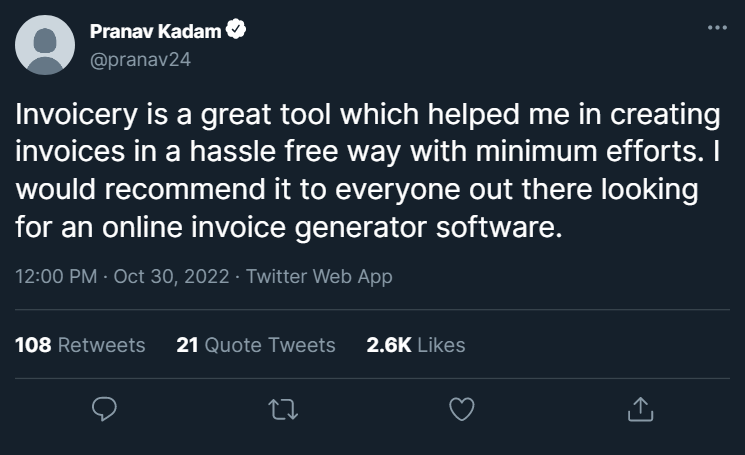 Pranav Kadam
@pranav24
Invoicery is a great tool which helped me in creating
invoices in a hassle free way with minimum efforts. I
would recommend it to everyone out there looking
for an online invoice generator software.
12:00 PM · Oct 30, 2022 · Twitter Web App
108 Retweets 21 Quote Tweets 2.6K Likes